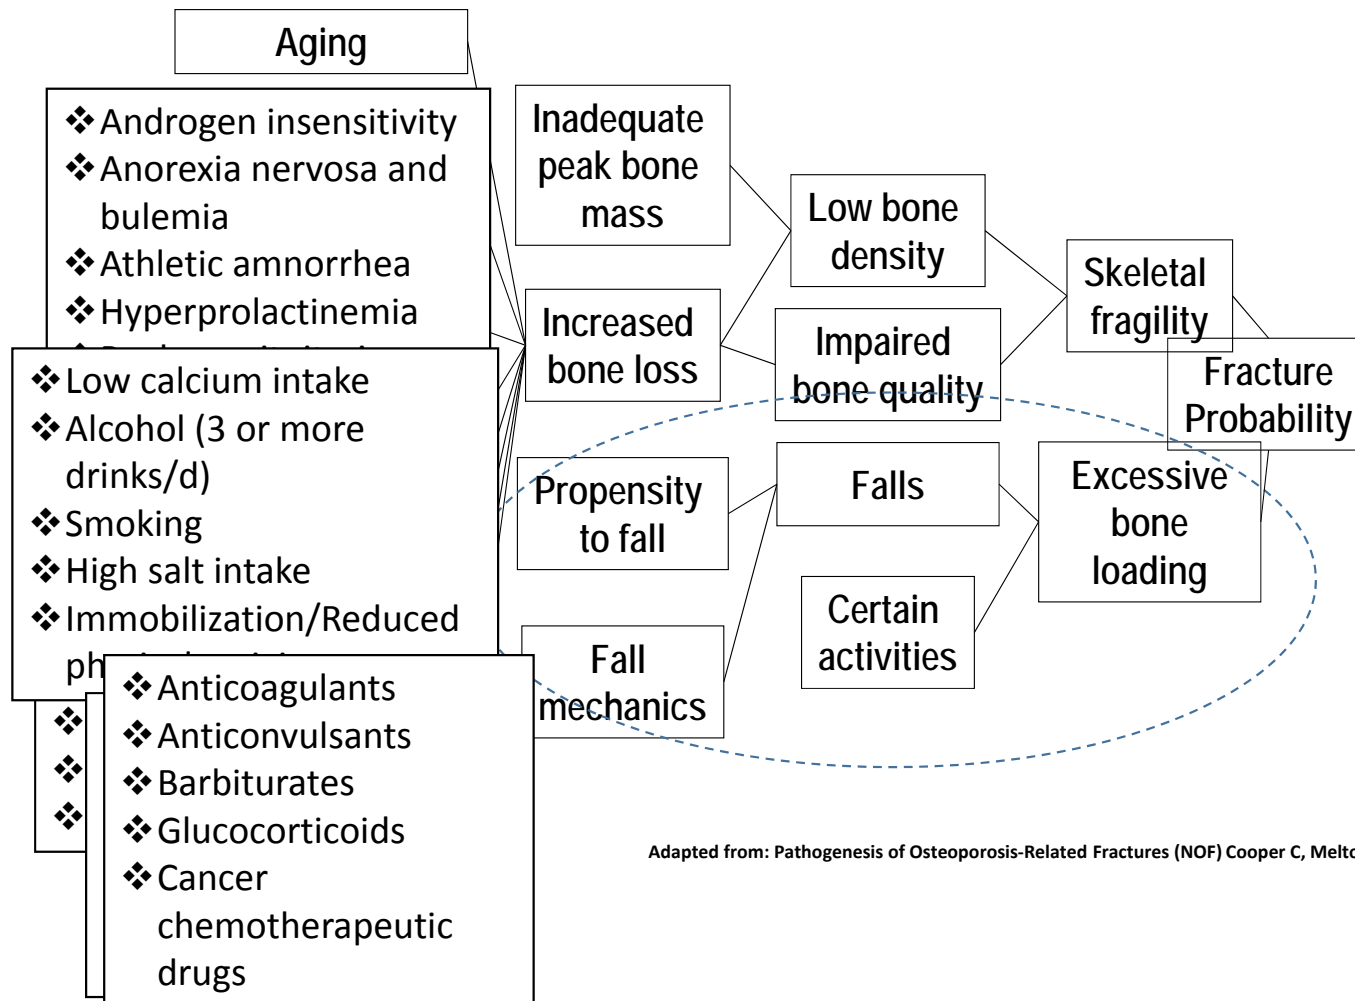 Aging
❖ Androgen insensitivity
❖ Anorexia nervosa and
bulemia
❖ Athletic amnorrhea
❖ Hyperprolactinemia
❖ Low calcium intake
❖ Alcohol (3 or more
drinks/d)
❖ Smoking
❖ High salt intake
❖ Immobilization/Reduced
❖ Anticoagulants
❖ Anticonvulsants
❖ Barbiturates
❖ Glucocorticoids
❖ Cancer
chemotherapeutic
drugs
Inadequate
peak bone
mass
Increased
bone loss
Propensity
to fall
Fall
mechanics
Low bone
density
Impaired
bone quality
Falls
Certain
activities
Skeletal
fragility
Excessive
bone
loading
Fracture
Probability
Adapted from: Pathogenesis of Osteoporosis-Related Fractures (NOF) Cooper C,